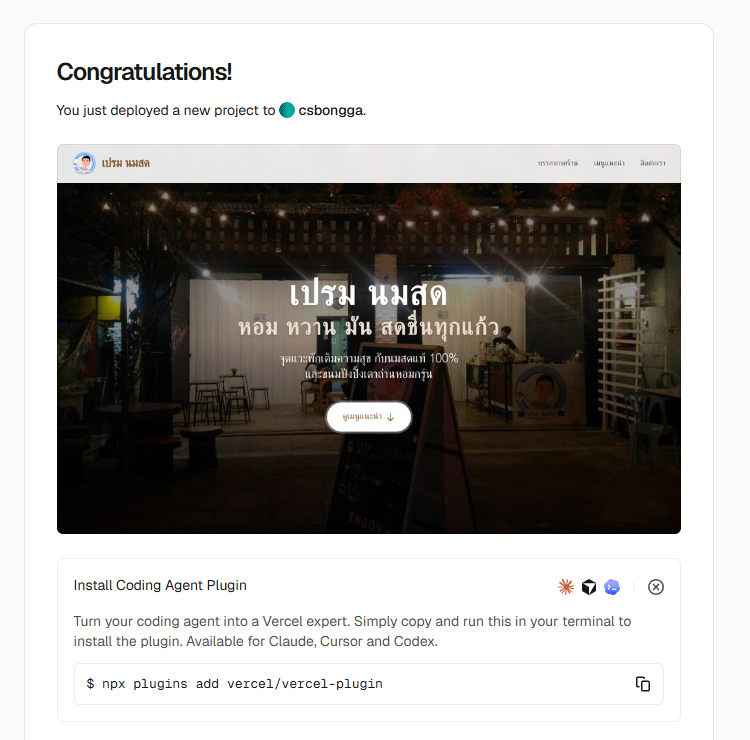 Congratulations!
You just deployed a new project to csbongga.
เปรม นมสด
บรรยากาศร้าน เมนูแนะนำ ติดต่อเรา
เปรม นมสด
หอม หวาน มัน สดชื่นทุกแก้ว
จุดแวะพักเติมความสุข กับนมสดแท้ 100%
และขนมปังปิ้งเตาถ่านหอมกรุ่น
ดูเมนูแนะนำ ↓
ENJOY
Install Coding Agent Plugin
Turn your coding agent into a Vercel expert. Simply copy and run this in your terminal to
install the plugin. Available for Claude, Cursor and Codex.
$ npx plugins add vercel/vercel-plugin